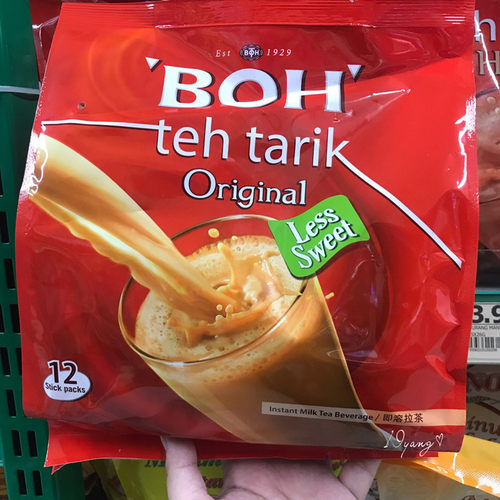 Est BOH 1929
'BOH'
teh tarik
Original
Less
Sweet
12
Stick packs
Instant Milk Tea Beverage / 即溶拉茶